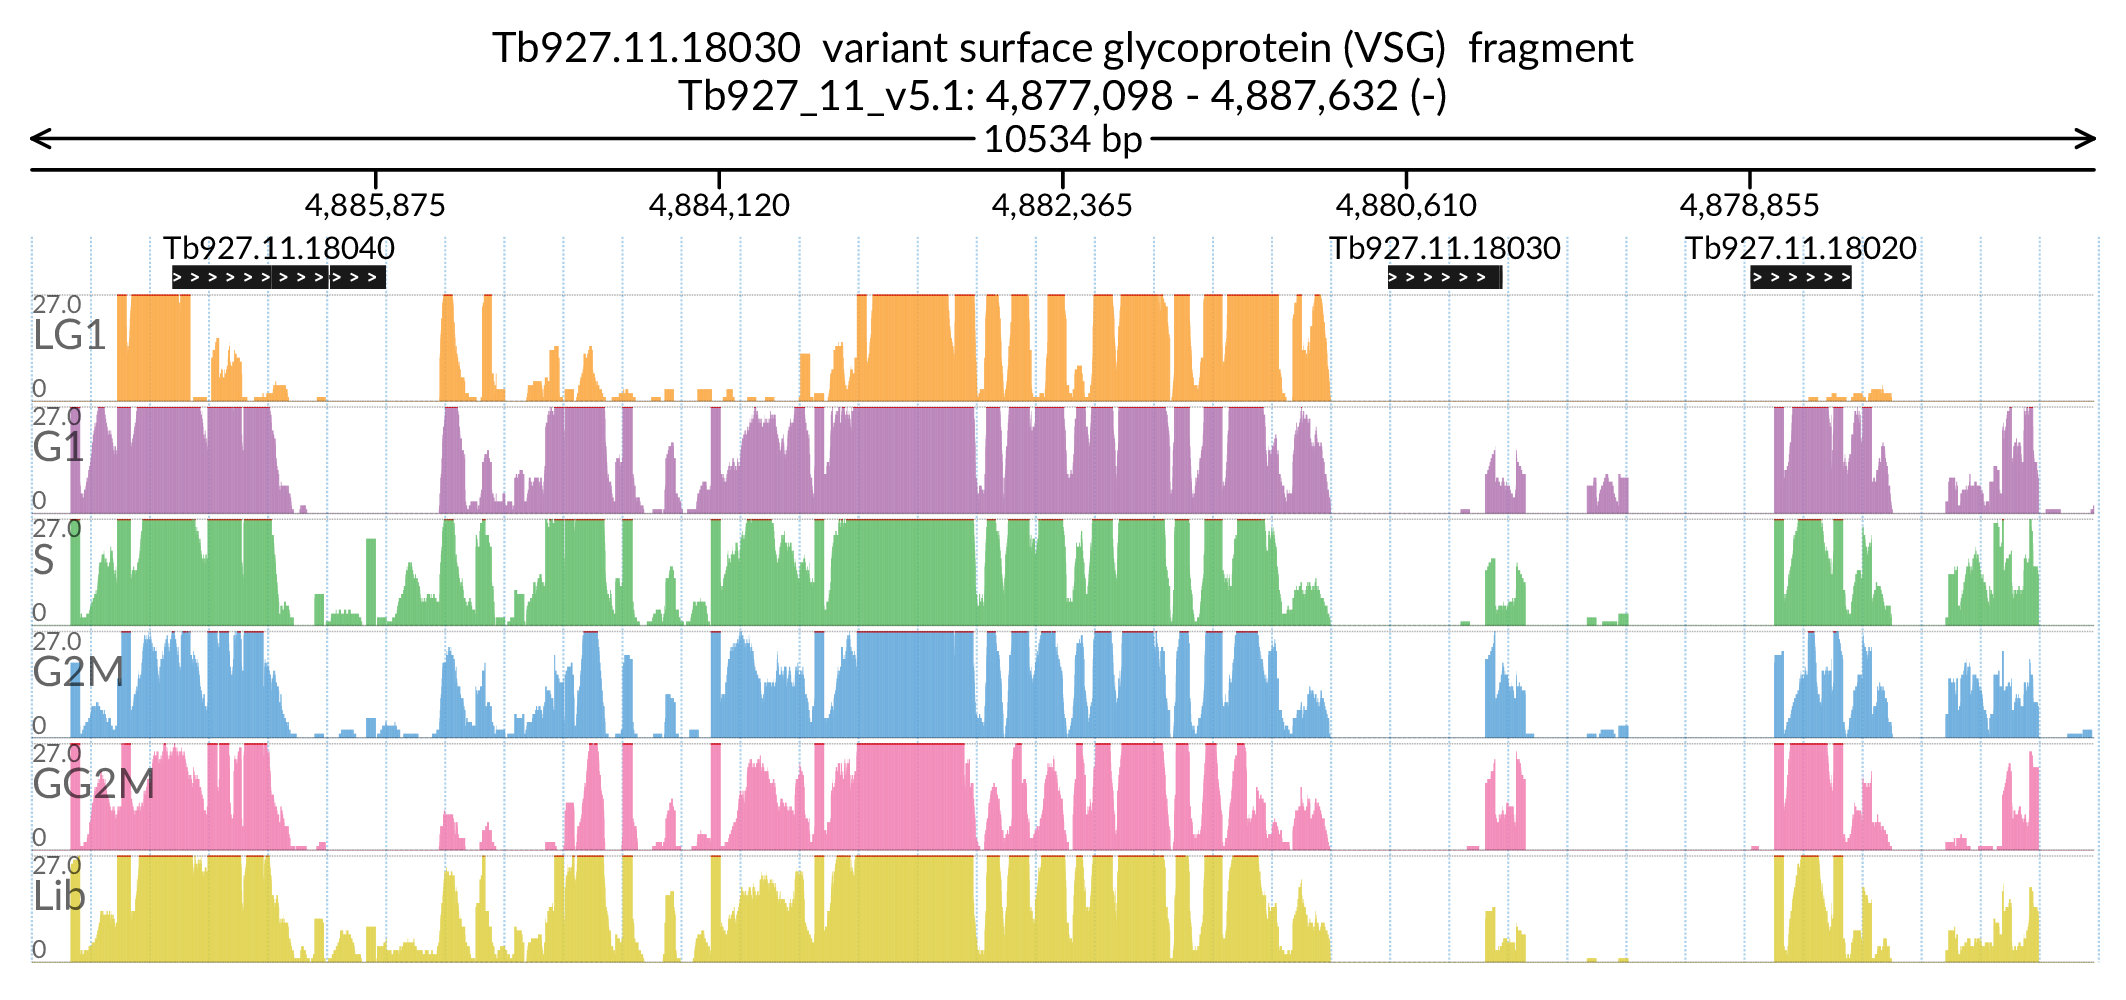 Tb927.11.18030 variant surface glycoprotein (VSG) fragment
Tb927_11_v5.1: 4,877,098 - 4,887,632 (-)
10534 bp
4,885,875 4,884,120 4,882,365 4,880,610 4,878,855
Tb927.11.18040 Tb927.11.18030 Tb927.11.18020
27.0
LG1
0
27.0
G1
0
27.0
S
0
27.0
G2M
0
27.0
GG2M
0
27.0
Lib
0